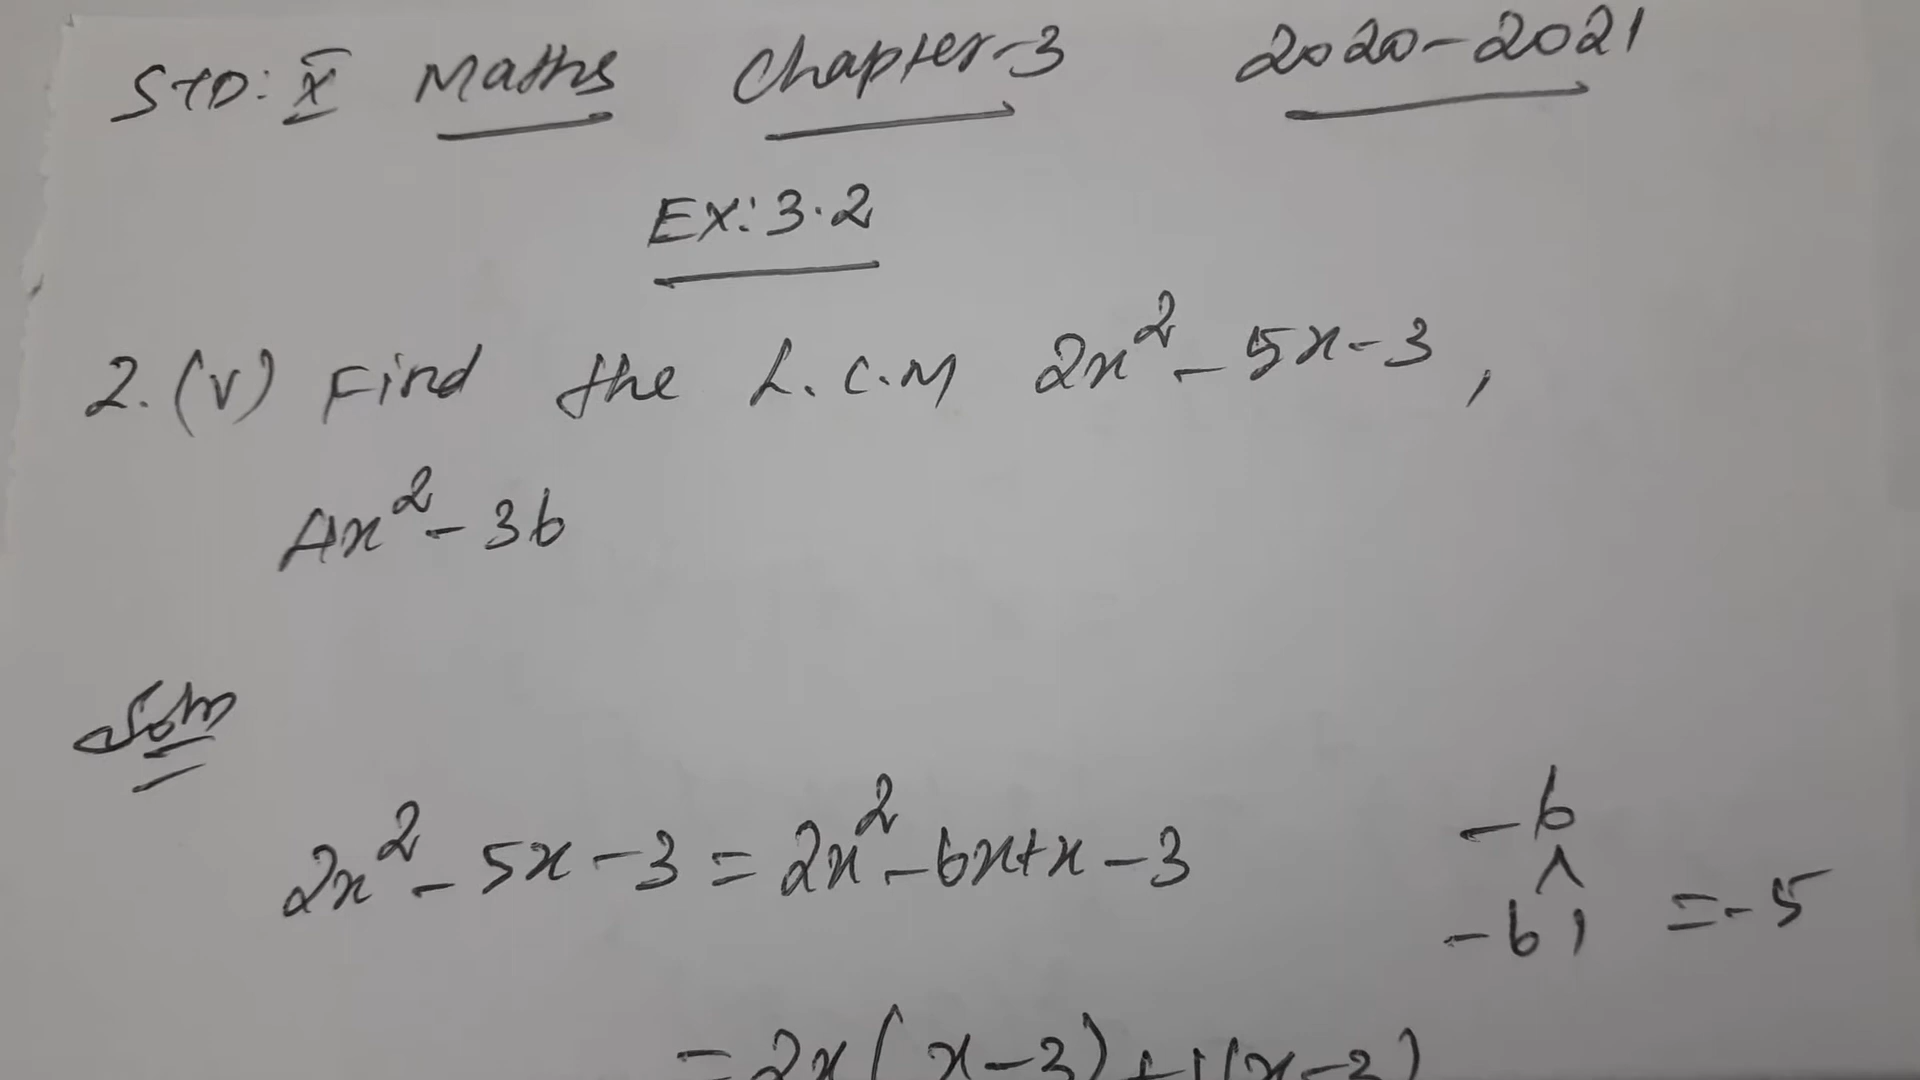 STD: X Maths Chapter-3 2020-2021
EX: 3.2
2. (v) Find the L.C.M 2x² - 5x - 3,
4x² - 36
Soln
2x² - 5x - 3 = 2x² - 6x + x - 3
-6
-6 1 = -5
= 2x(x - 3) + 1(x - 3)